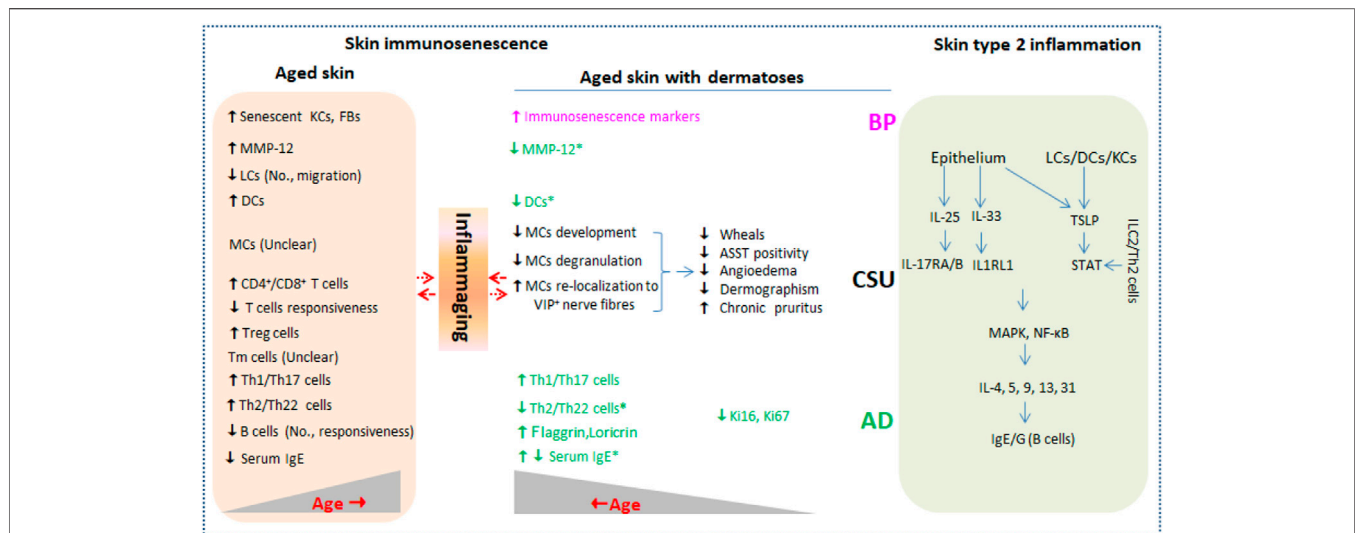 Skin immunosenescence
Skin type 2 inflammation
Aged skin
Aged skin with dermatoses
↑ Senescent KCs, FBs
↑ MMP-12
↓ LCs (No., migration)
↑ DCs
MCs (Unclear)
↑ CD4⁺/CD8⁺ T cells
↓ T cells responsiveness
↑ Treg cells
Tm cells (Unclear)
↑ Th1/Th17 cells
↑ Th2/Th22 cells
↓ B cells (No., responsiveness)
↓ Serum IgE
Age →
Inflammaging
↑ Immunosenescence markers
↓ MMP-12*
↓ DCs*
↓ MCs development
↓ MCs degranulation
↑ MCs re-localization to
VIP⁺ nerve fibres
↓ Wheals
↓ ASST positivity
↓ Angioedema
↓ Dermographism
↑ Chronic pruritus
↑ Th1/Th17 cells
↓ Th2/Th22 cells*
↑ Flaggrin,Loricrin
↑ ↓ Serum IgE*
↓ Ki16, Ki67
←Age
BP
CSU
AD
Epithelium
LCs/DCs/KCs
IL-25
IL-33
TSLP
IL-17RA/B
IL1RL1
STAT
ILC2/Th2 cells
MAPK, NF-κB
IL-4, 5, 9, 13, 31
IgE/G (B cells)